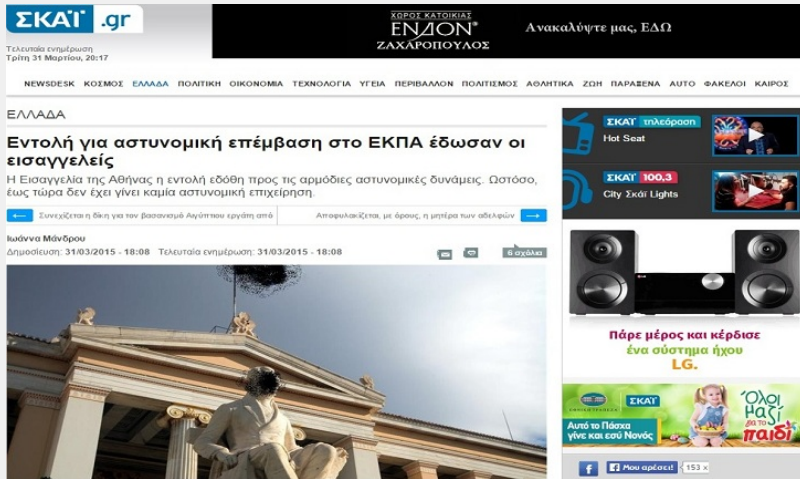 ΣΚΑΪ .gr
Τελευταία ενημέρωση
Τρίτη 31 Μαρτίου, 20:17
ΧΩΡΟΣ ΚΑΤΟΙΚΙΑΣ
ΕΝΔΟΝ
ΖΑΧΑΡΟΠΟΥΛΟΣ
Ανακαλύψτε μας, ΕΔΩ
NEWSDESK ΚΟΣΜΟΣ ΕΛΛΑΔΑ ΠΟΛΙΤΙΚΗ ΟΙΚΟΝΟΜΙΑ ΤΕΧΝΟΛΟΓΙΑ ΥΓΕΙΑ ΠΕΡΙΒΑΛΛΟΝ ΠΟΛΙΤΙΣΜΟΣ ΑΘΛΗΤΙΚΑ ΖΩΗ ΠΑΡΑΞΕΝΑ AUTO ΦΑΚΕΛΟΙ ΚΑΙΡΟΣ
ΕΛΛΑΔΑ
Εντολή για αστυνομική επέμβαση στο ΕΚΠΑ έδωσαν οι
εισαγγελείς
Η Εισαγγελία της Αθήνας η εντολή εδόθη προς τις αρμόδιες αστυνομικές δυνάμεις. Ωστόσο,
έως τώρα δεν έχει γίνει καμία αστυνομική επιχείρηση.
Συνεχίζεται η δίκη για τον βασανισμό Αιγύπτιου εργάτη από
Αποφυλακίζεται, με όρους, η μητέρα των αδελφών
Ιωάννα Μάνδρου
Δημοσίευση: 31/03/2015 - 18:08 Τελευταία ενημέρωση: 31/03/2015 - 18:08
6 σχόλια
ΣΚΑΪ τηλεόραση
Hot Seat
ΣΚΑΪ 100,3
City Σκάϊ Lights
LG
Πάρε μέρος και κέρδισε
ένα σύστημα ήχου
LG.
ΣΚΑΪ
Όλοι
μαζί
για το
παιδί
Αυτό το Πάσχα
γίνε και εσύ Νονός
f
f Μου αρέσει! 153